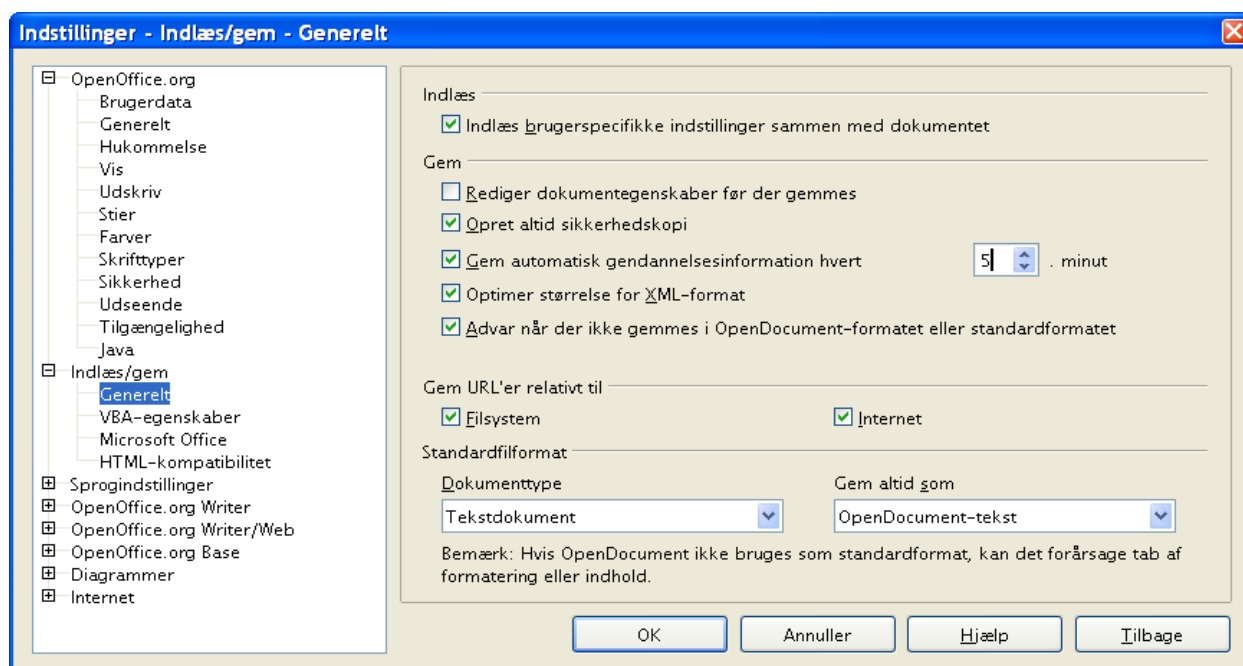 Indstillinger - Indlæs/gem - Generelt
OpenOffice.org
Brugerdata
Generelt
Hukommelse
Vis
Udskriv
Stier
Farver
Skrifttyper
Sikkerhed
Udseende
Tilgængelighed
Java
Indlæs/gem
Generelt
VBA-egenskaber
Microsoft Office
HTML-kompatibilitet
Sprogindstillinger
OpenOffice.org Writer
OpenOffice.org Writer/Web
OpenOffice.org Base
Diagrammer
Internet
Indlæs
Indlæs brugerspecifikke indstillinger sammen med dokumentet
Gem
Rediger dokumentegenskaber før der gemmes
Opret altid sikkerhedskopi
Gem automatisk gendannelsesinformation hvert 5 . minut
Optimer størrelse for XML-format
Advar når der ikke gemmes i OpenDocument-formatet eller standardformatet
Gem URL'er relativt til
Filsystem Internet
Standardfilformat
Dokumenttype Gem altid som
Tekstdokument OpenDocument-tekst
Bemærk: Hvis OpenDocument ikke bruges som standardformat, kan det forårsage tab af
formatering eller indhold.
OK Annuller Hjælp Tilbage